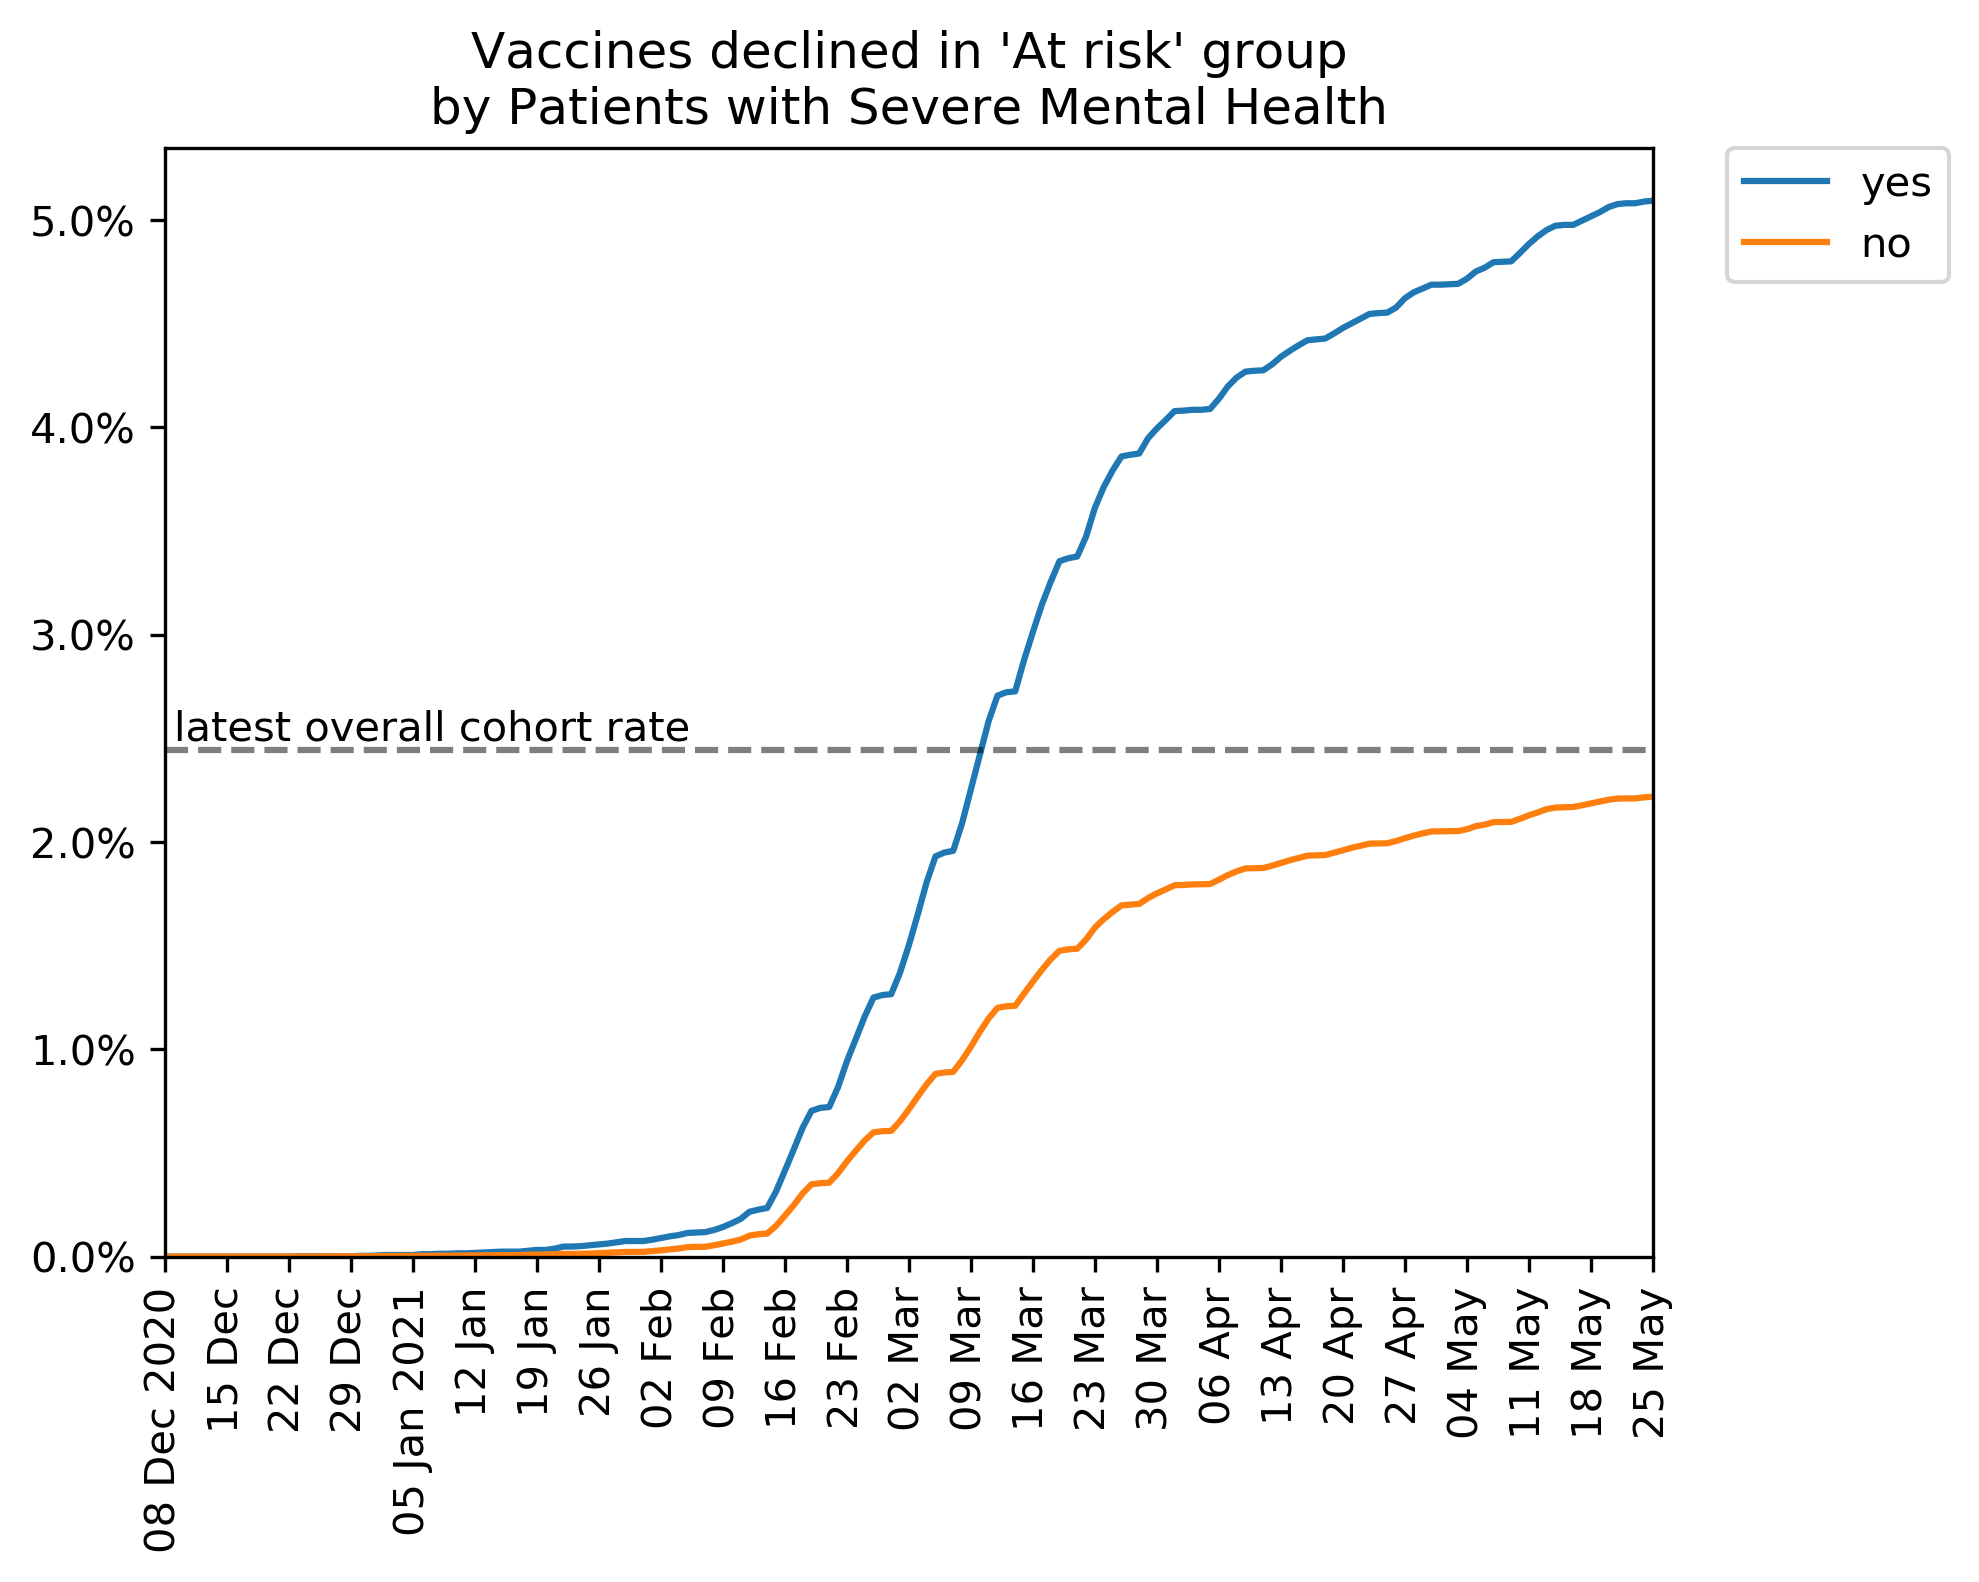 Vaccines declined in 'At risk' group
by Patients with Severe Mental Health
yes
no
5.0%
4.0%
3.0%
latest overall cohort rate
2.0%
1.0%
0.0%
08 Dec 2020
15 Dec
22 Dec
29 Dec
05 Jan 2021
12 Jan
19 Jan
26 Jan
02 Feb
09 Feb
16 Feb
23 Feb
02 Mar
09 Mar
16 Mar
23 Mar
30 Mar
06 Apr
13 Apr
20 Apr
27 Apr
04 May
11 May
18 May
25 May